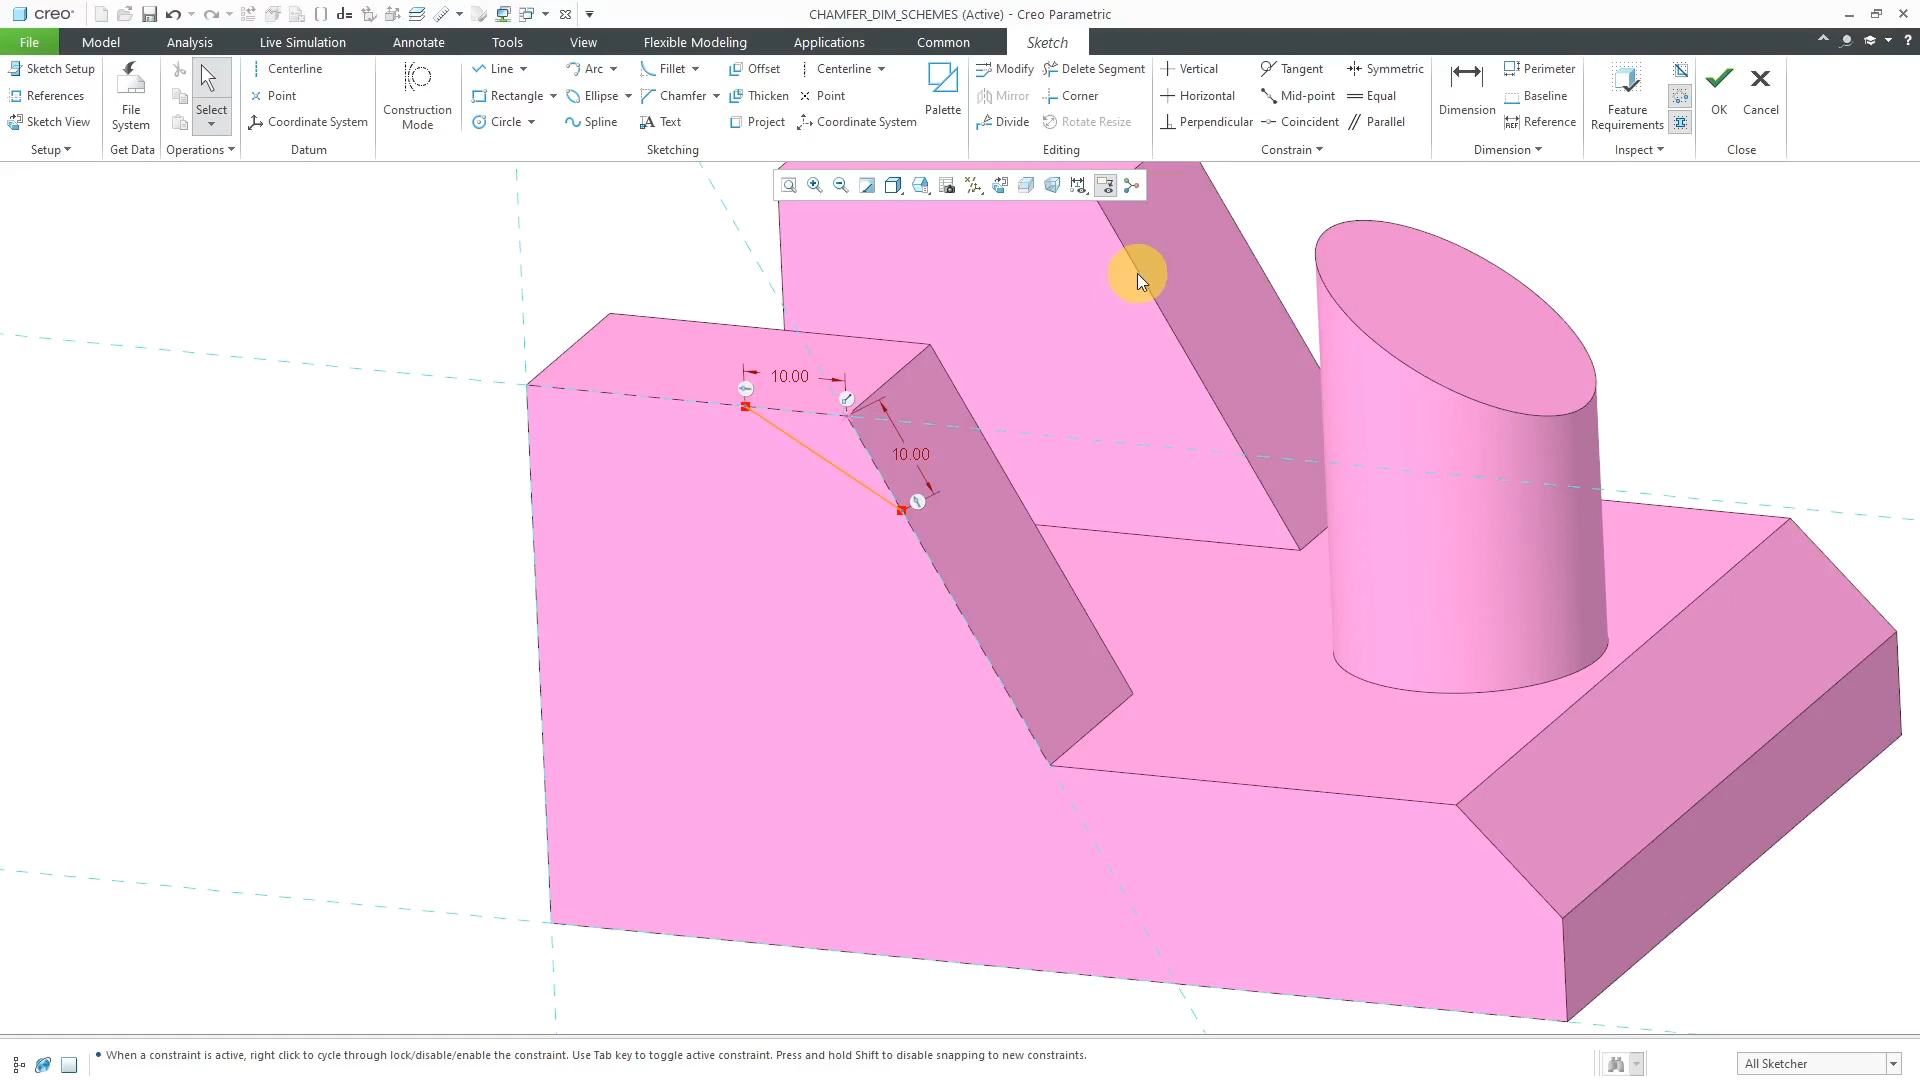 creo
CHAMFER_DIM_SCHEMES (Active) - Creo Parametric
File
Model
Analysis
Live Simulation
Annotate
Tools
View
Flexible Modeling
Applications
Common
Sketch
Sketch Setup
References
Sketch View
Setup
File System
Get Data
Select
Operations
Centerline
Point
Coordinate System
Datum
Construction Mode
Line
Rectangle
Circle
Arc
Ellipse
Spline
Fillet
Chamfer
Text
Offset
Thicken
Project
Centerline
Point
Coordinate System
Palette
Sketching
Modify
Mirror
Divide
Delete Segment
Corner
Rotate Resize
Editing
Vertical
Horizontal
Perpendicular
Tangent
Mid-point
Coincident
Symmetric
Equal
Parallel
Constrain
Dimension
Perimeter
Baseline
Reference
Dimension
Feature Requirements
Inspect
OK
Cancel
Close
10.00
10.00
When a constraint is active, right click to cycle through lock/disable/enable the constraint. Use Tab key to toggle active constraint. Press and hold Shift to disable snapping to new constraints.
All Sketcher